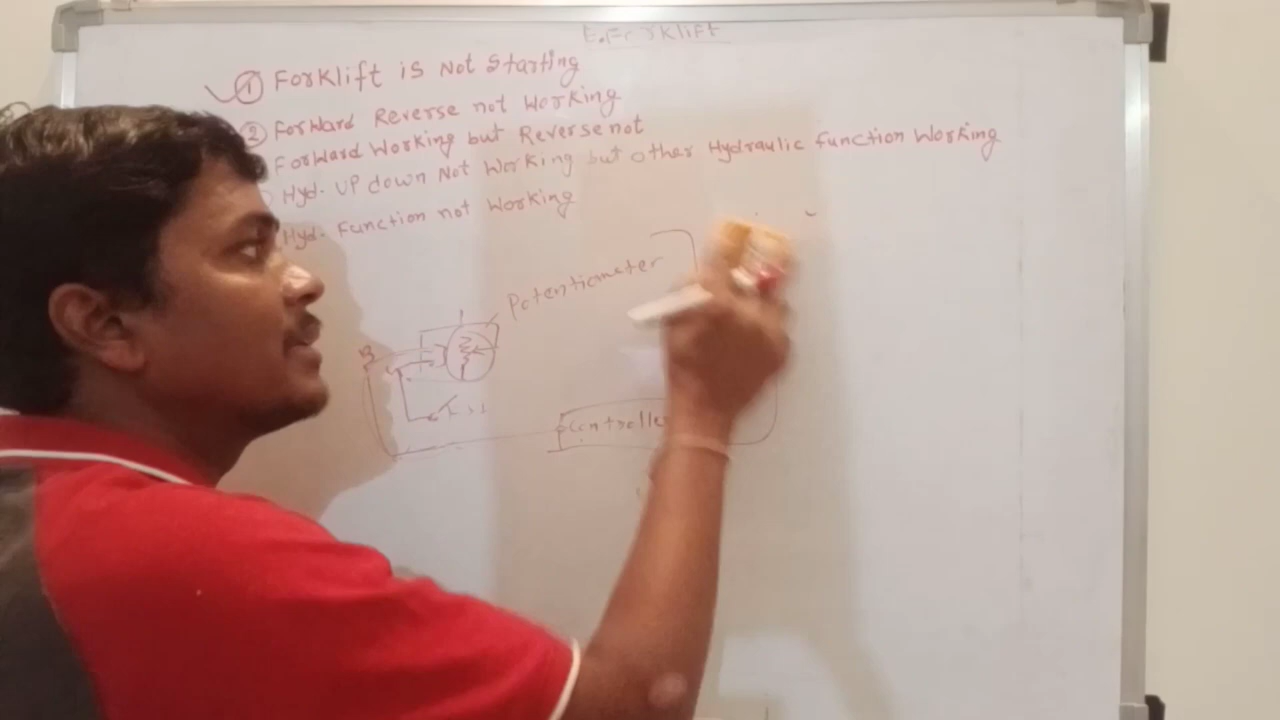 E.Forklift
① Forklift is Not Starting
② Forward Reverse not Working
Forward Working but Reverse not
Hyd- UP down Not Working but other Hydraulic function Working
Hyd- Function not Working
Potentiometer
Controller